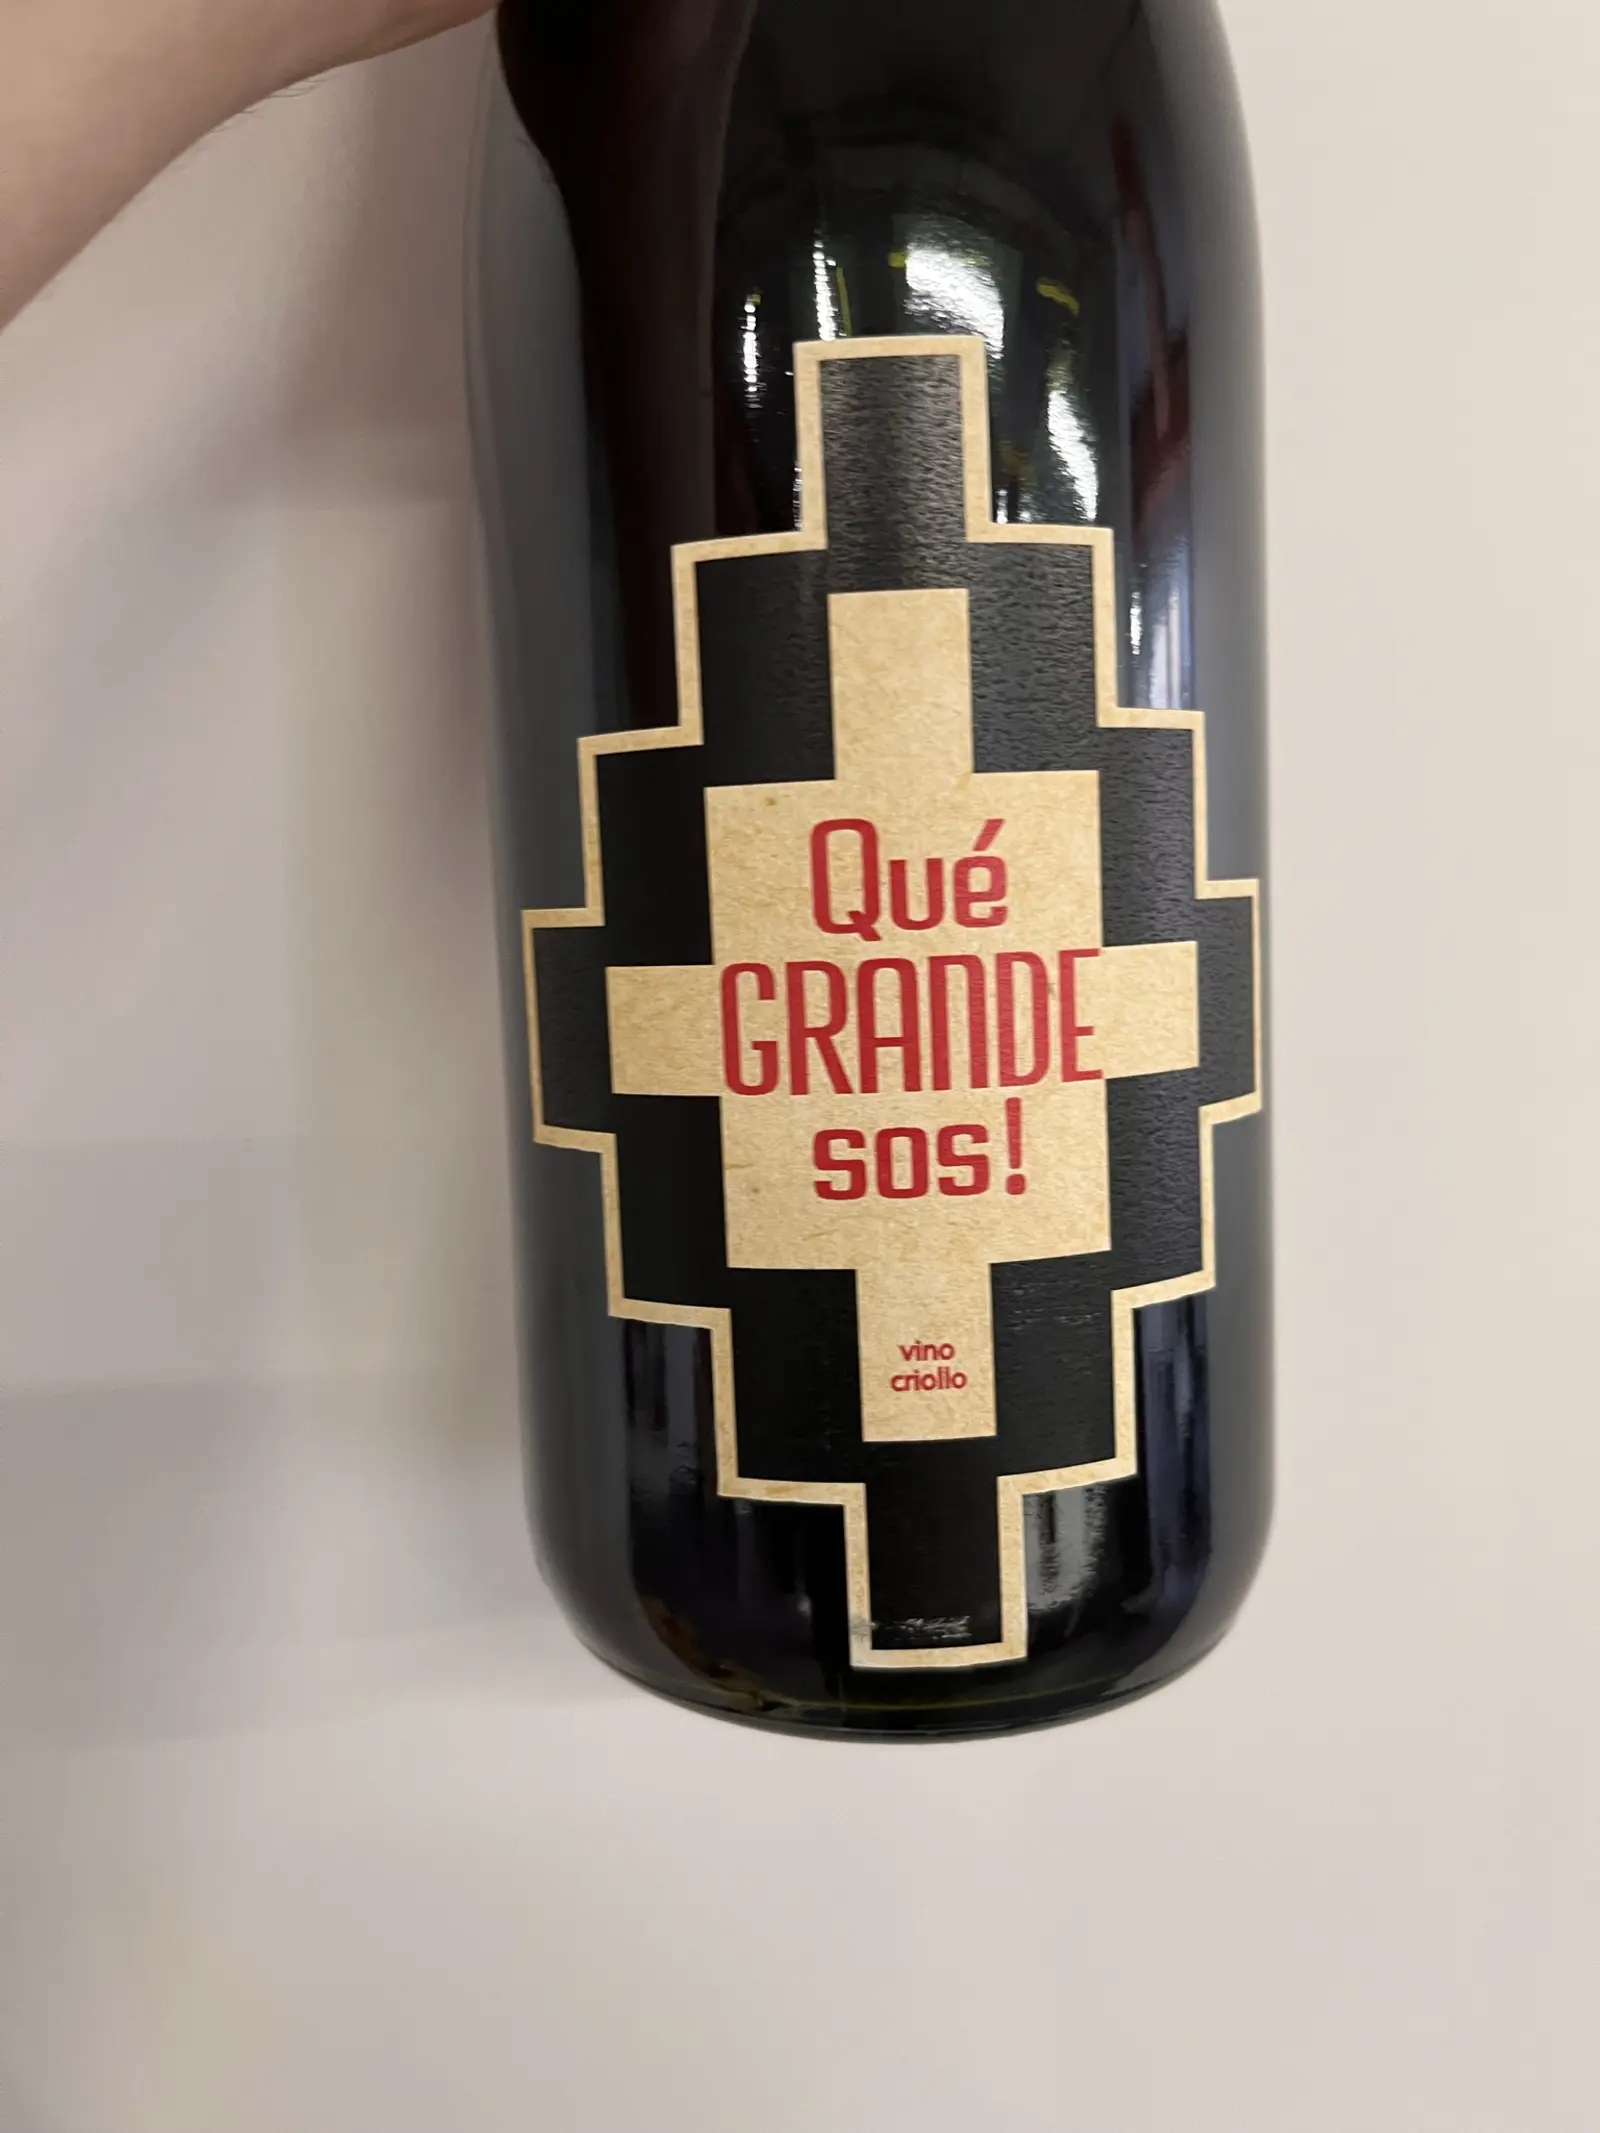 Qué
GRANDE
sos!
vino
criollo